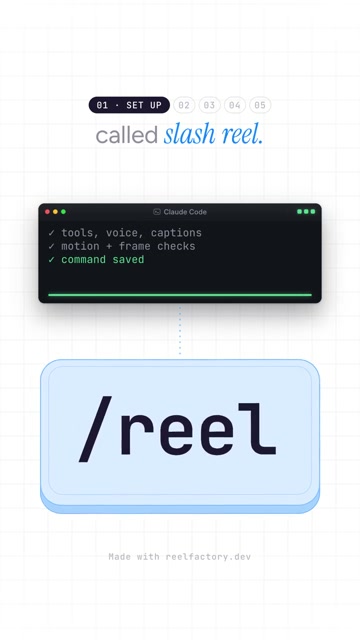 01 · SET UP 02 03 04 05
called slash reel.
Claude Code
✓ tools, voice, captions
✓ motion + frame checks
✓ command saved
/reel
Made with reelfactory.dev